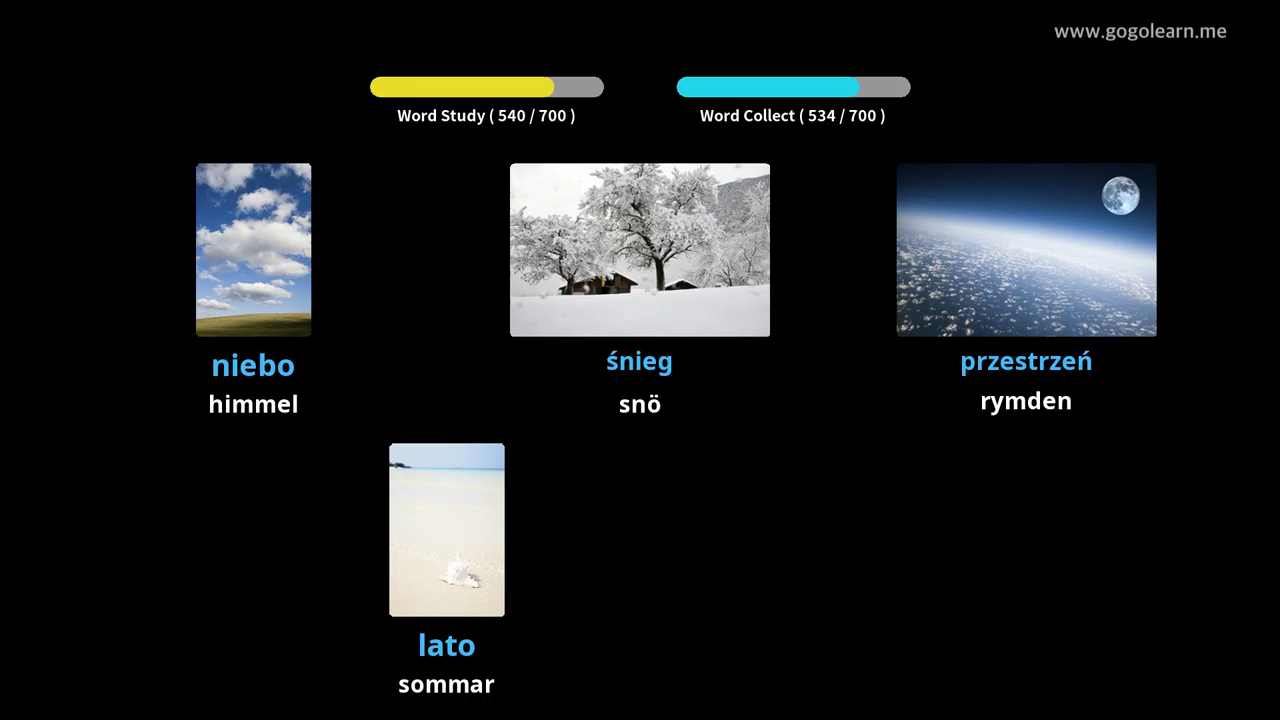 www.gogolearn.me
Word Study ( 540 / 700 )
Word Collect ( 534 / 700 )
niebo
himmel
śnieg
snö
przestrzeń
rymden
lato
sommar